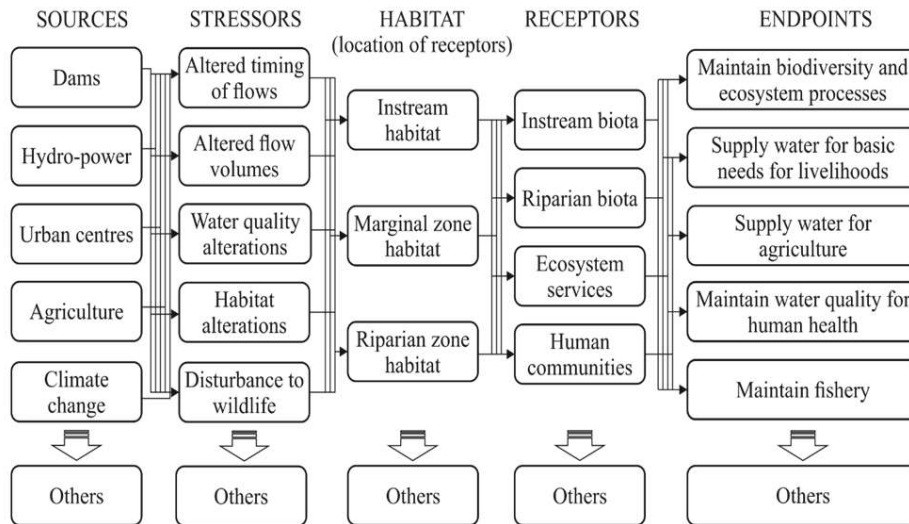 SOURCES
Dams
Hydro-power
Urban centres
Agriculture
Climate
change
Others
STRESSORS
Altered timing
of flows
Altered flow
volumes
Water quality
alterations
Habitat
alterations
Disturbance to
wildlife
Others
HABITAT
(location of receptors)
Instream
habitat
Marginal zone
habitat
Riparian zone
habitat
Others
RECEPTORS
Instream biota
Riparian biota
Ecosystem
services
Human
communities
Others
ENDPOINTS
Maintain biodiversity and
ecosystem processes
Supply water for basic
needs for livelihoods
Supply water for
agriculture
Maintain water quality for
human health
Maintain fishery
Others